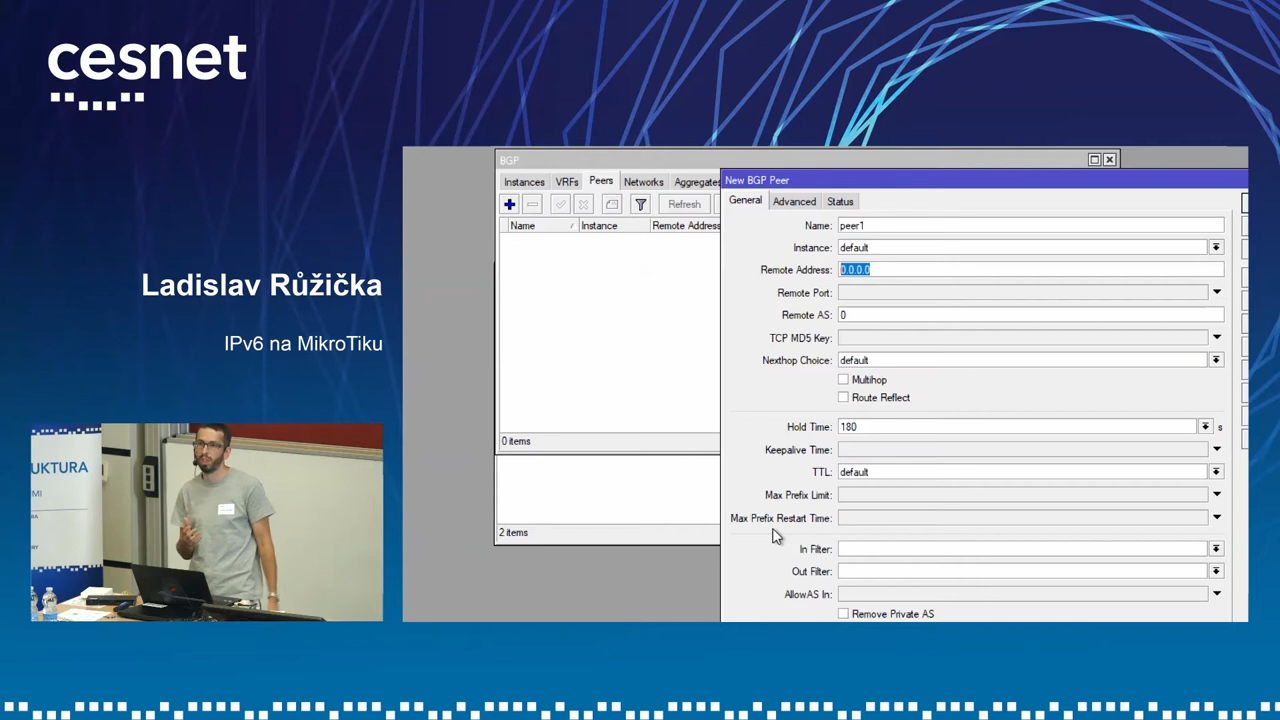 cesnet
Ladislav Růžička
IPv6 na MikroTiku
UKTURA
BGP
Instances VRFs Peers Networks Aggregates
Refresh
Name Instance Remote Address
0 items
2 items
New BGP Peer
General Advanced Status
Name: peer1
Instance: default
Remote Address: 0.0.0.0
Remote Port:
Remote AS: 0
TCP MD5 Key:
Nexthop Choice: default
Multihop
Route Reflect
Hold Time: 180 s
Keepalive Time:
TTL: default
Max Prefix Limit:
Max Prefix Restart Time:
In Filter:
Out Filter:
AllowAS In:
Remove Private AS